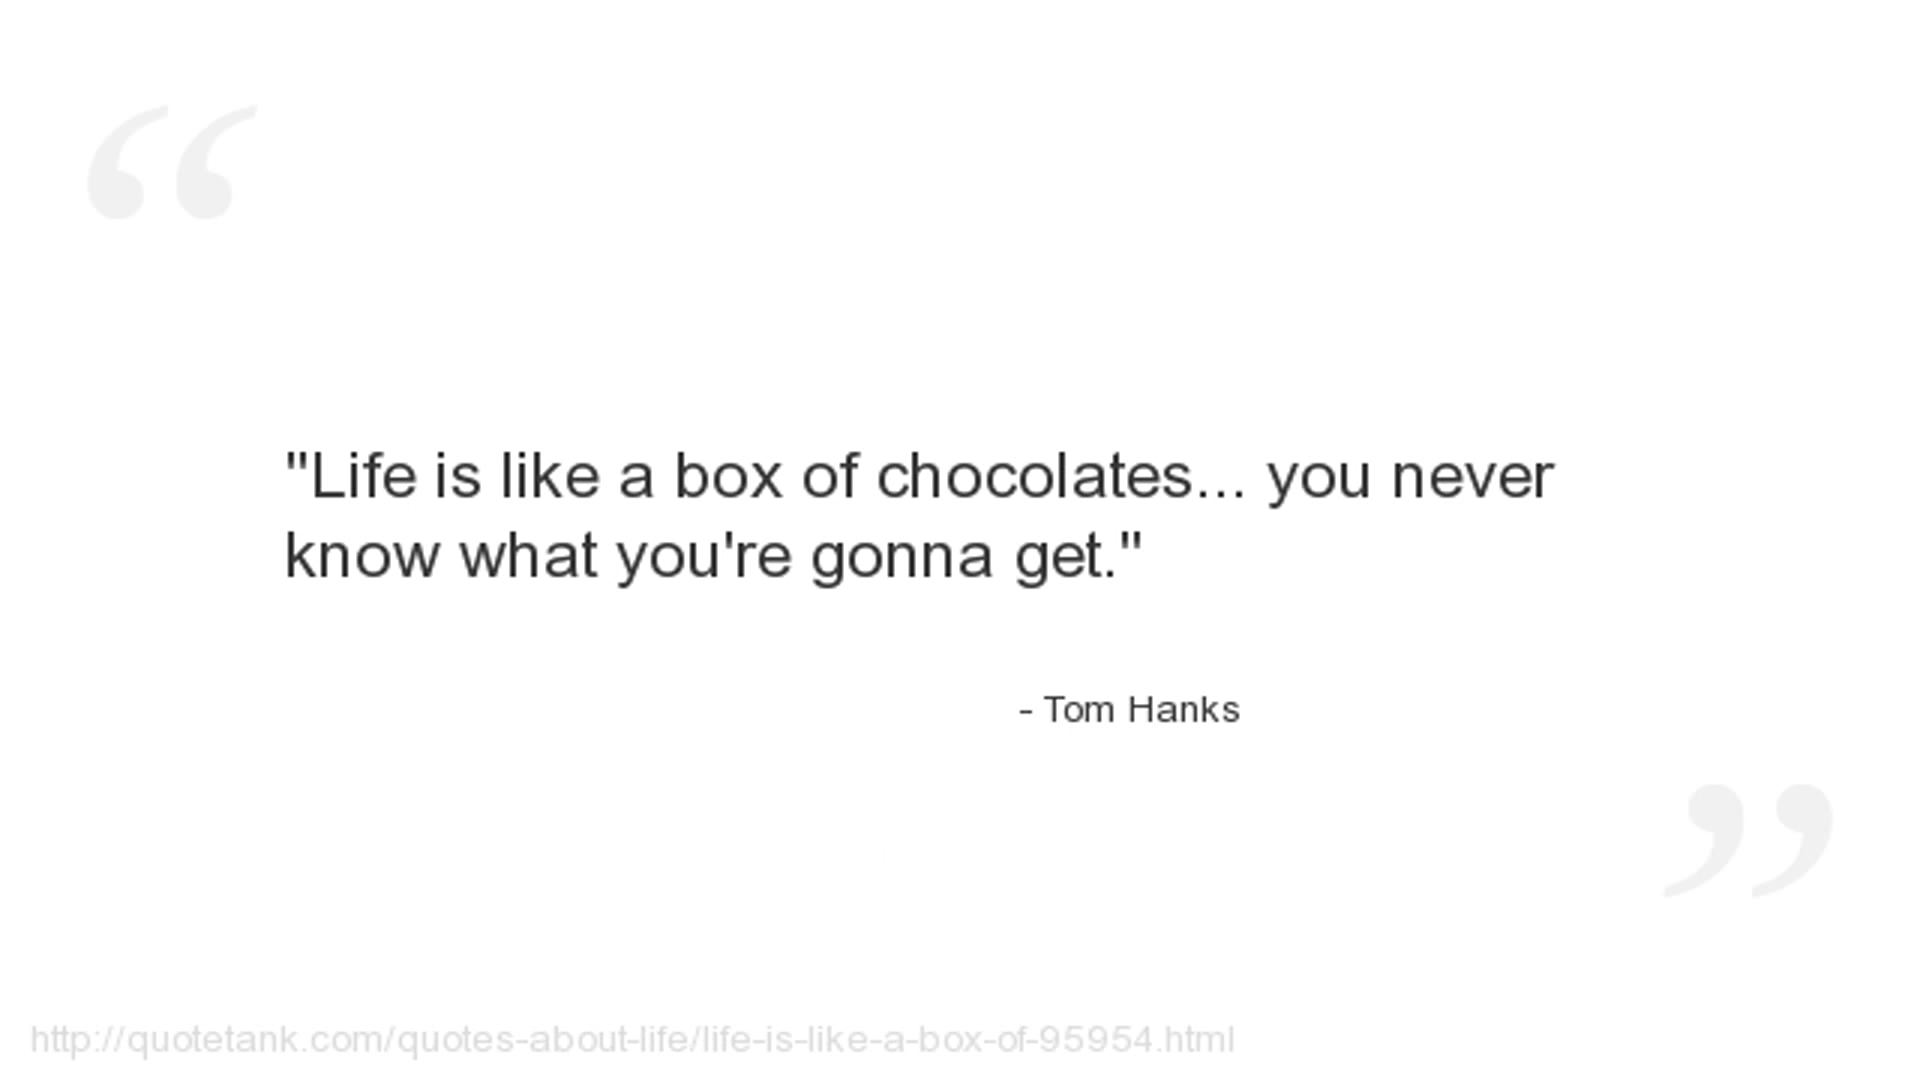 "Life is like a box of chocolates... you never
know what you're gonna get."
- Tom Hanks
http://quotetank.com/quotes-about-life/life-is-like-a-box-of-95954.html